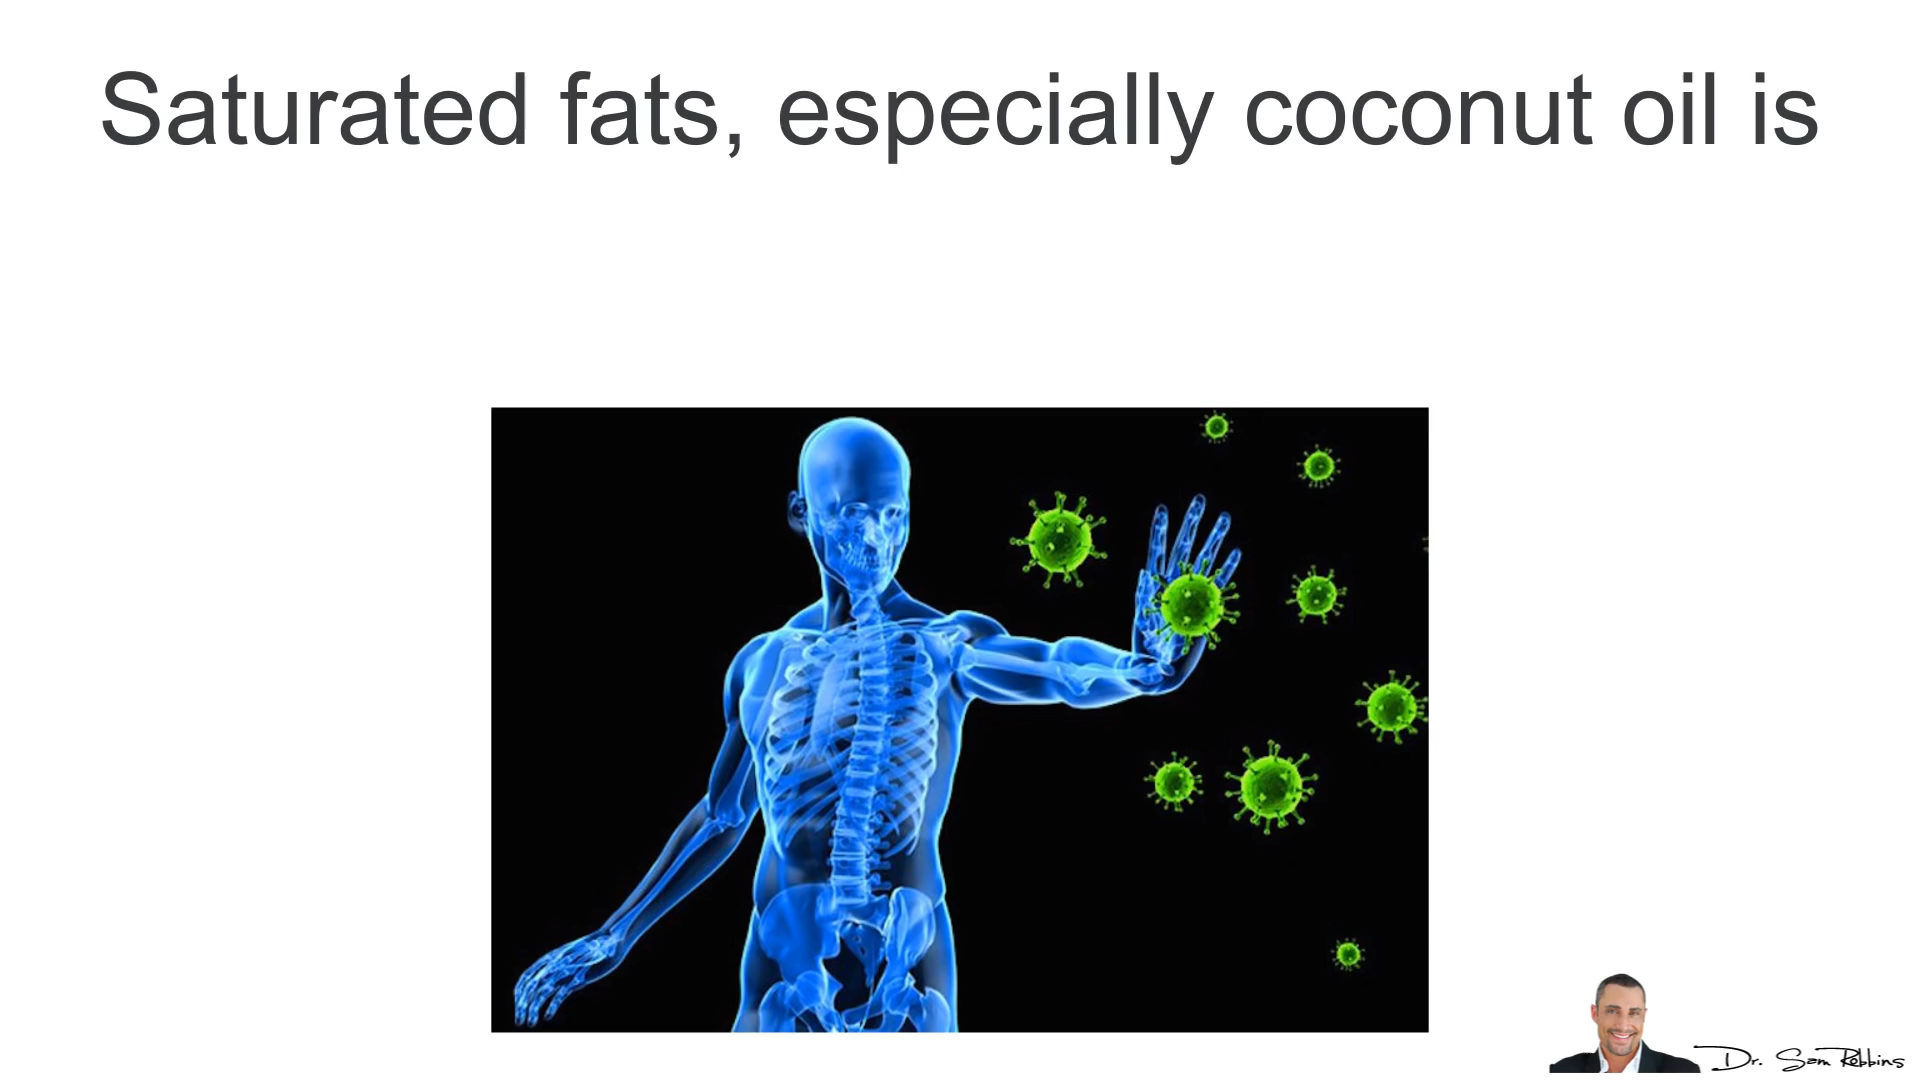 Saturated fats, especially coconut oil is
Dr. Sam Robbins